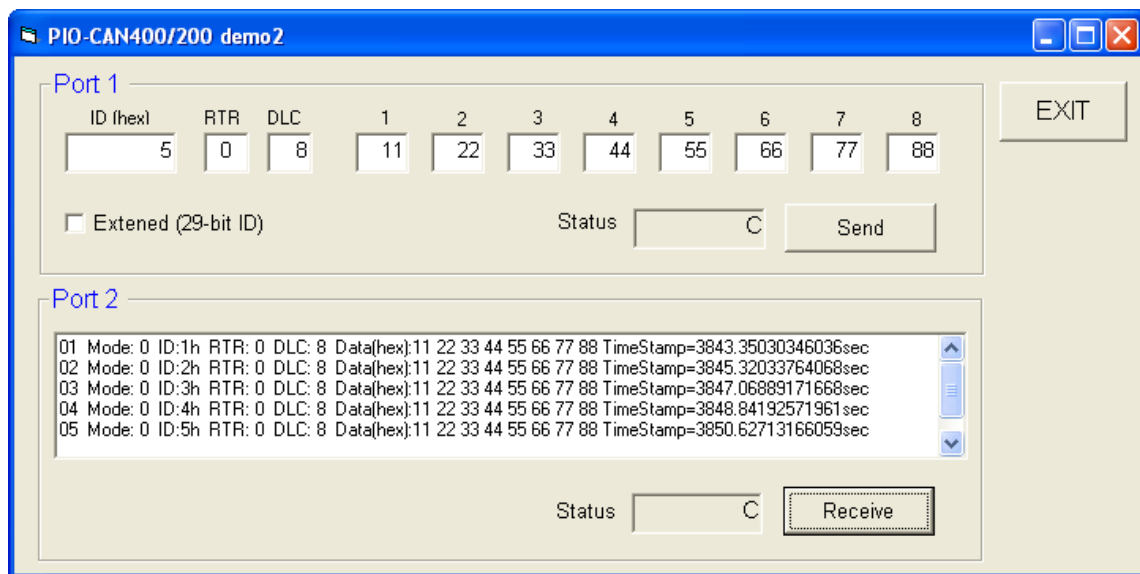 PIO-CAN400/200 demo2
Port 1
ID (hex) RTR DLC 1 2 3 4 5 6 7 8
5 0 8 11 22 33 44 55 66 77 88
Extened (29-bit ID) Status C Send
EXIT
Port 2
01 Mode: 0 ID:1h RTR: 0 DLC: 8 Data(hex):11 22 33 44 55 66 77 88 TimeStamp=3843.35030346036sec
02 Mode: 0 ID:2h RTR: 0 DLC: 8 Data(hex):11 22 33 44 55 66 77 88 TimeStamp=3845.32033764068sec
03 Mode: 0 ID:3h RTR: 0 DLC: 8 Data(hex):11 22 33 44 55 66 77 88 TimeStamp=3847.06889171668sec
04 Mode: 0 ID:4h RTR: 0 DLC: 8 Data(hex):11 22 33 44 55 66 77 88 TimeStamp=3848.84192571961sec
05 Mode: 0 ID:5h RTR: 0 DLC: 8 Data(hex):11 22 33 44 55 66 77 88 TimeStamp=3850.62713166059sec
Status C Receive